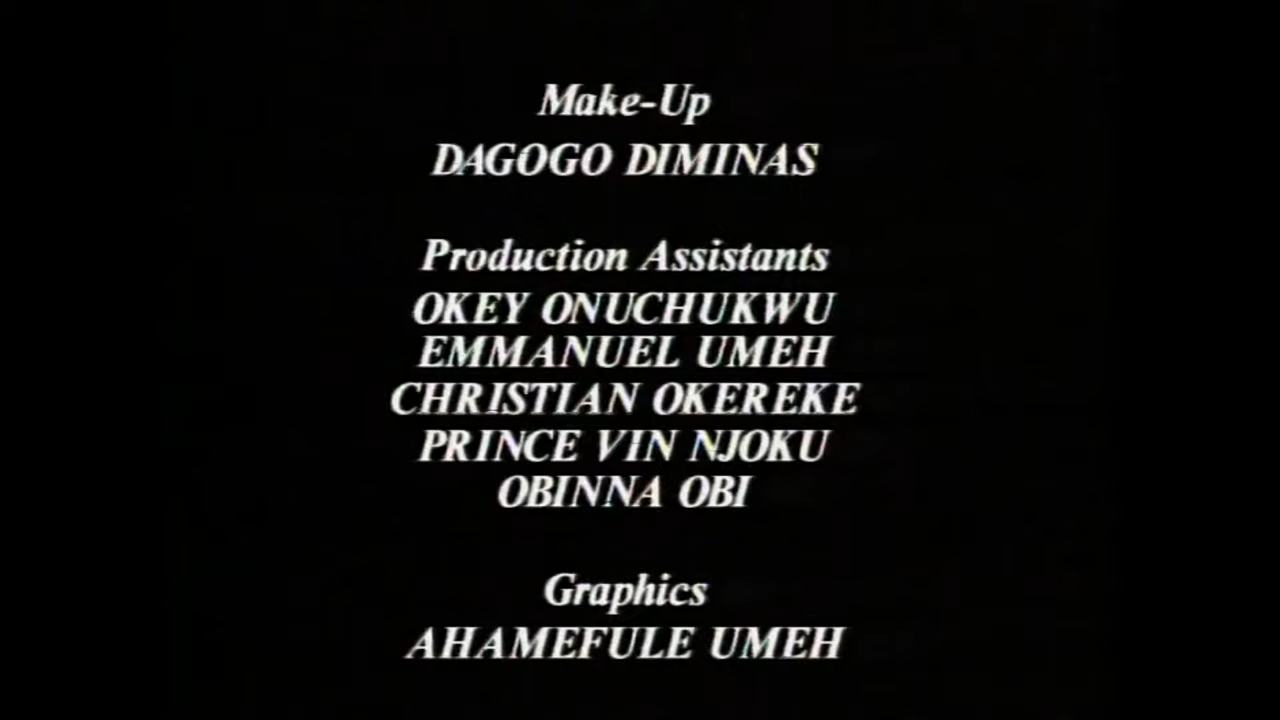 Make-Up
DAGOGO DIMINAS
Production Assistants
OKEY ONUCHUKWU
EMMANUEL UMEH
CHRISTIAN OKEREKE
PRINCE VIN NJOKU
OBINNA OBI
Graphics
AHAMEFULE UMEH